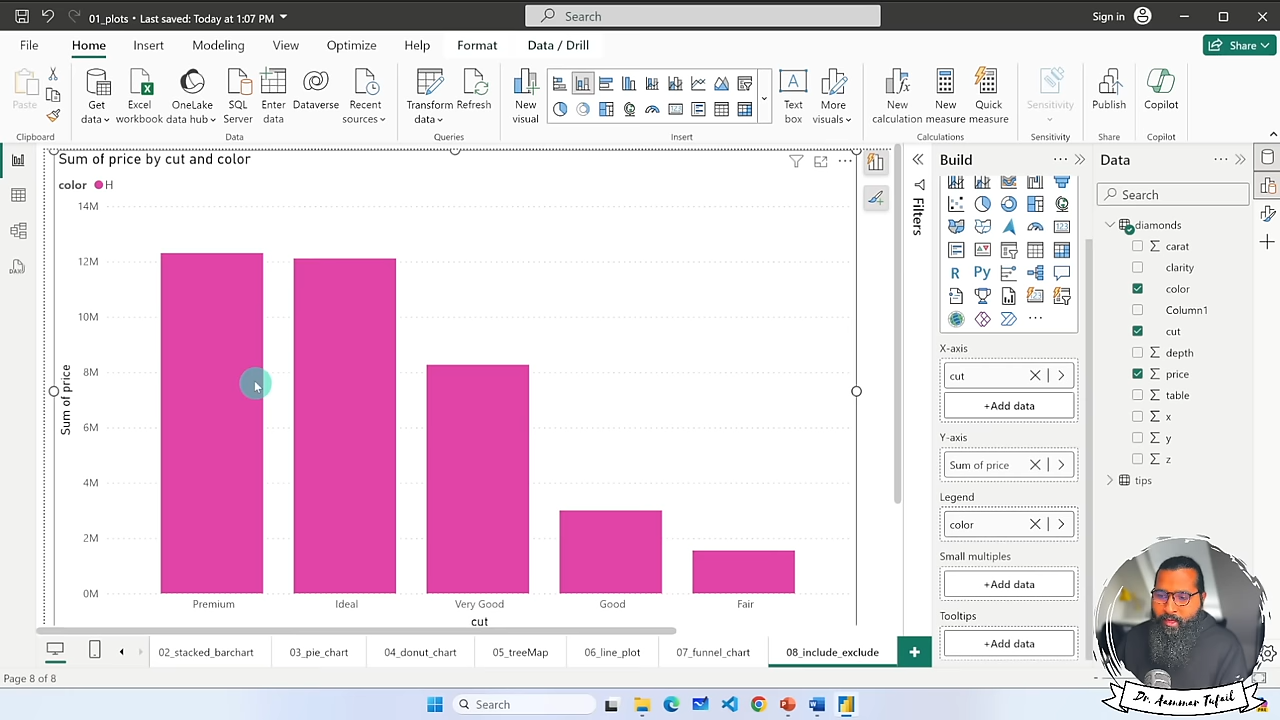 01_plots • Last saved: Today at 1:07 PM
Search
Sign in
File Home Insert Modeling View Optimize Help Format Data / Drill
Share
Paste
Get data
Excel workbook
OneLake data hub
SQL Server
Enter data
Dataverse
Recent sources
Transform data
Refresh
New visual
Text box
More visuals
New calculation
New measure
Quick measure
Sensitivity
Publish
Copilot
Clipboard
Data
Queries
Insert
Calculations
Sensitivity
Share
Copilot
DAX
Sum of price by cut and color
color H
14M
12M
10M
8M
6M
4M
2M
0M
Sum of price
Premium
Ideal
Very Good
Good
Fair
cut
Filters
Build
R Py
X-axis
cut
+Add data
Y-axis
Sum of price
Legend
color
Small multiples
+Add data
Tooltips
+Add data
Data
Search
diamonds
carat
clarity
color
Column1
cut
depth
price
table
x
y
z
tips
02_stacked_barchart
03_pie_chart
04_donut_chart
05_treeMap
06_line_plot
07_funnel_chart
08_include_exclude
Page 8 of 8
Search
Dr. Aammar Tufail